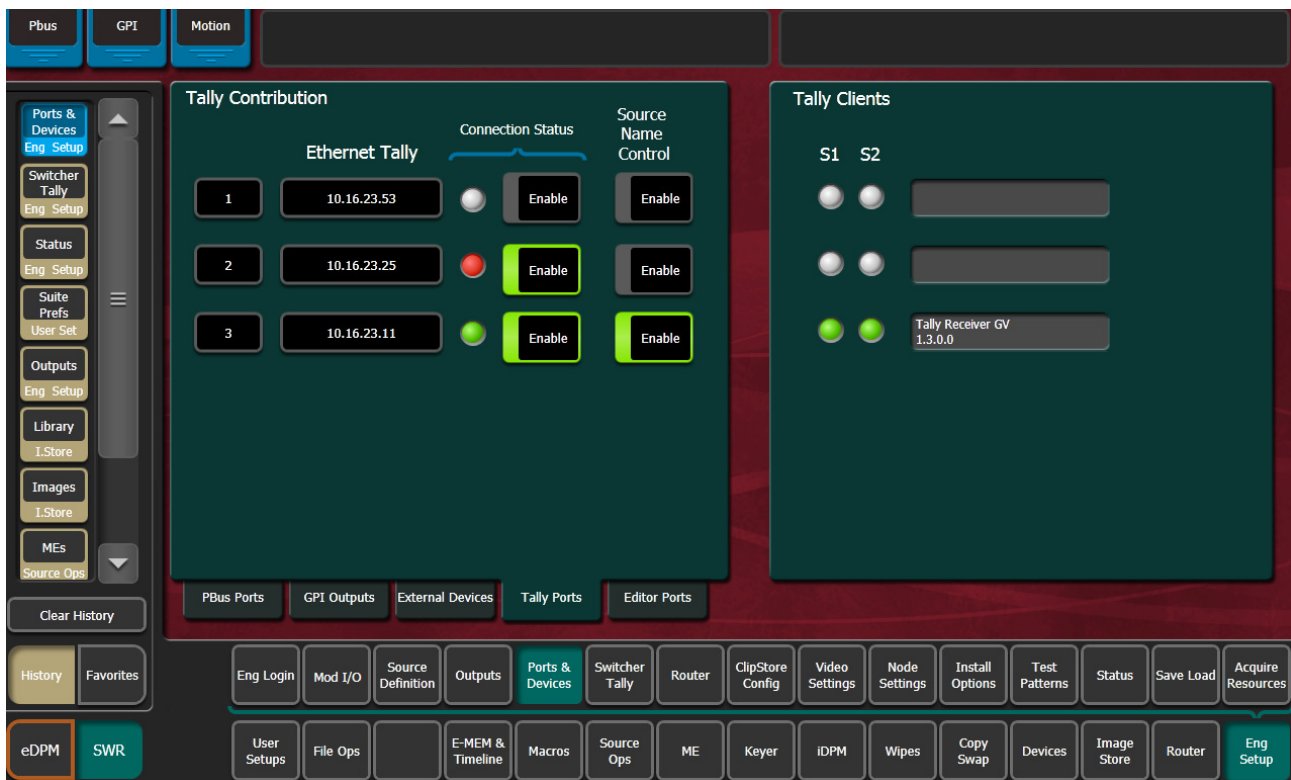 Pbus
GPI
Motion
Ports &
Devices
Eng Setup
Switcher
Tally
Eng Setup
Status
Eng Setup
Suite
Prefs
User Set
Outputs
Eng Setup
Library
I.Store
Images
I.Store
MEs
Source Ops
Clear History
History
Favorites
eDPM
SWR
Tally Contribution
Ethernet Tally
Connection Status
Source
Name
Control
1
10.16.23.53
Enable
Enable
2
10.16.23.25
Enable
Enable
3
10.16.23.11
Enable
Enable
Tally Clients
S1 S2
Tally Receiver GV
1.3.0.0
PBus Ports
GPI Outputs
External Devices
Tally Ports
Editor Ports
Eng Login
Mod I/O
Source
Definition
Outputs
Ports &
Devices
Switcher
Tally
Router
ClipStore
Config
Video
Settings
Node
Settings
Install
Options
Test
Patterns
Status
Save Load
Acquire
Resources
User
Setups
File Ops
E-MEM &
Timeline
Macros
Source
Ops
ME
Keyer
iDPM
Wipes
Copy
Swap
Devices
Image
Store
Router
Eng
Setup